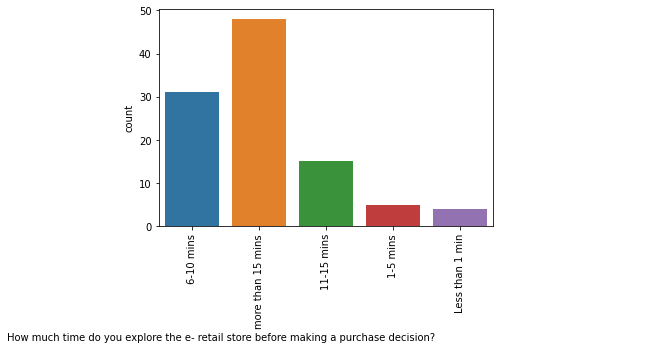 50
40
30
20
10
0
count
6-10 mins
more than 15 mins
11-15 mins
1-5 mins
Less than 1 min
How much time do you explore the e- retail store before making a purchase decision?